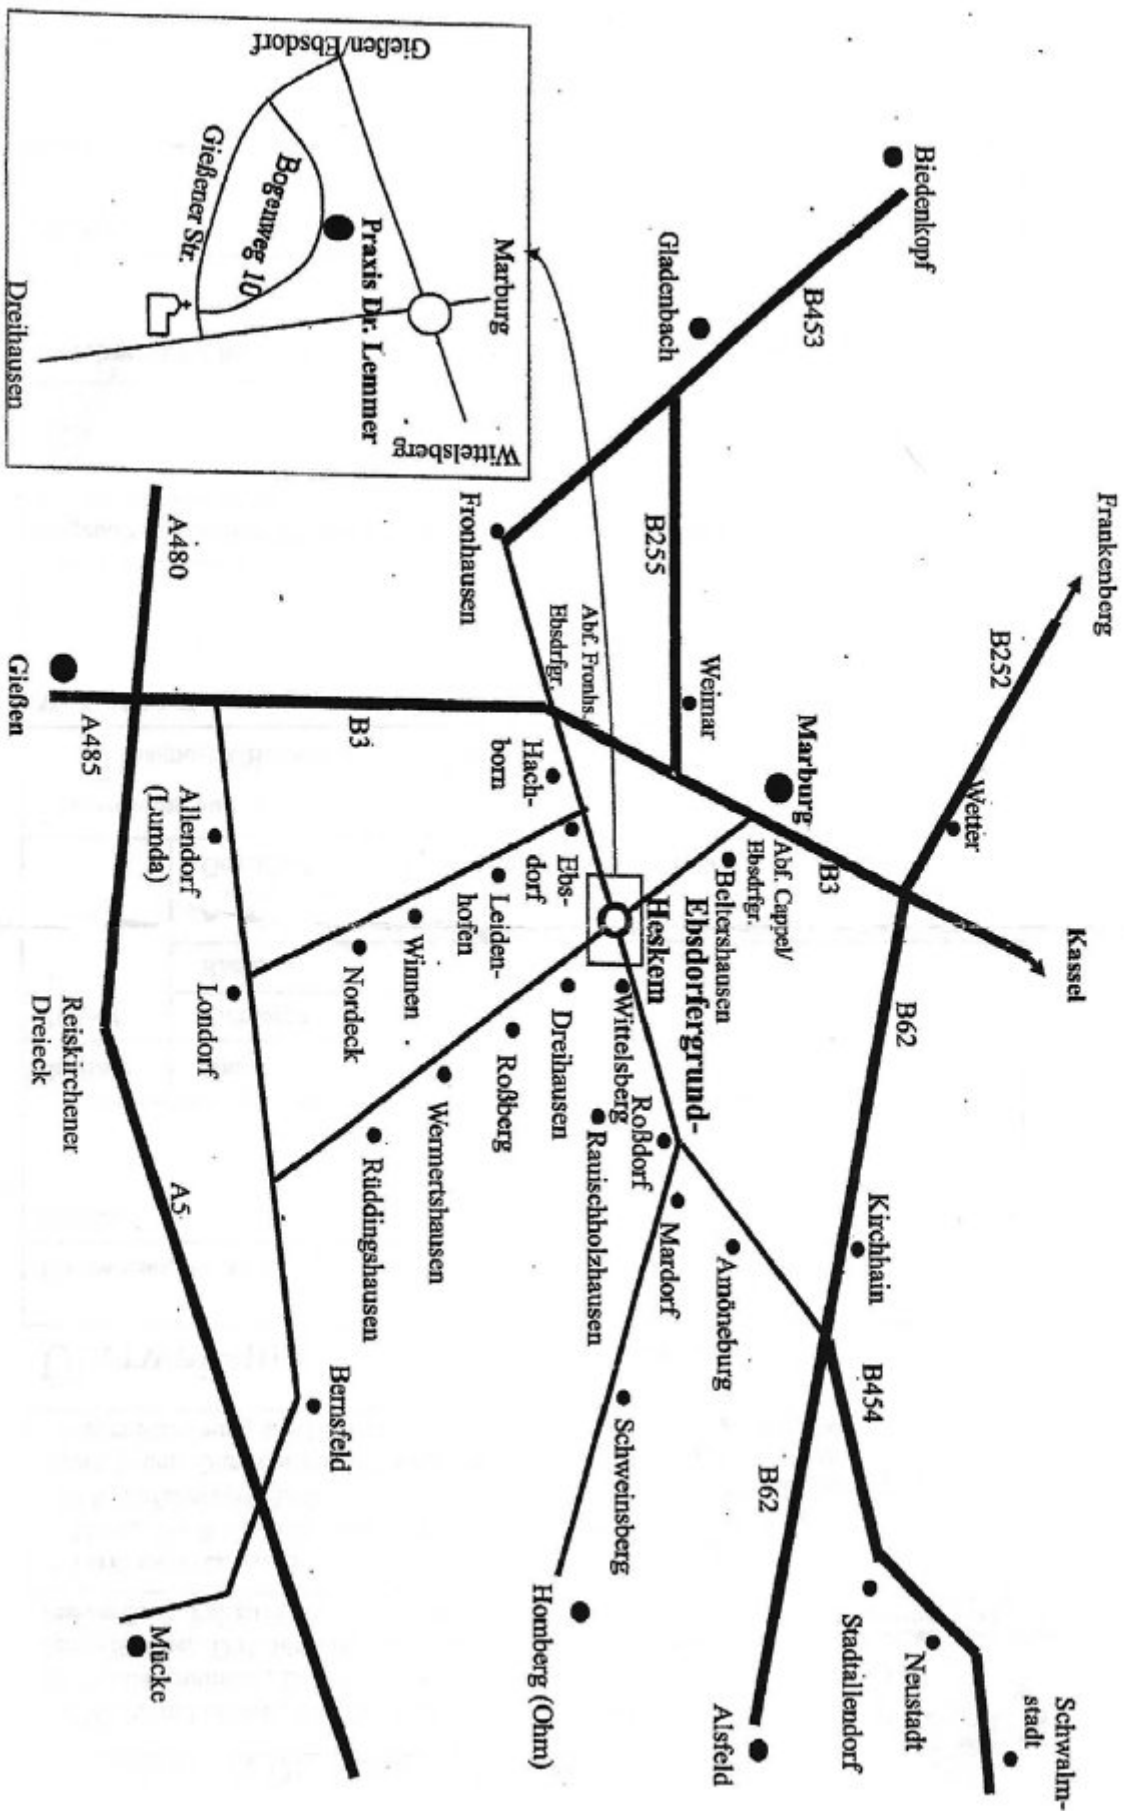 Frankenberg
Kassel
Schwalm-
stadt
B252
Wetter
Biedenkopf
B62
Kirchhain
Neustadt
B453
Marburg
B3
Abf. Cappel/
Ebsdrfgr.
B454
Stadtallendorf
Gladenbach
Weimar
Beltershausen
Amöneburg
B62
Alsfeld
B255
Ebsdorfergrund-
Heskem
Wittelsberg
Roßdorf
Mardorf
Schweinsberg
Abf. Fronhs./
Ebsdrfgr.
Rauischholzhausen
Homberg (Ohm)
Fronhausen
Hach-
born
Ebs-
dorf
Dreihausen
Leiden-
hofen
Roßberg
Winnen
Wermertshausen
B3
Nordeck
Rüddingshausen
Bernsfeld
Allendorf
(Lumda)
Londorf
A480
A5
Mücke
Gießen
A485
Reiskirchener
Dreieck
Marburg
Wittelsberg
Gießen/Ebsdorf
Praxis Dr. Lemmer
Bogenweg 10
Gießener Str.
Dreihausen